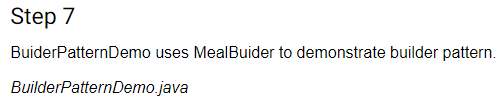 Step 7
BuiderPatternDemo uses MealBuider to demonstrate builder pattern.
BuilderPatternDemo.java